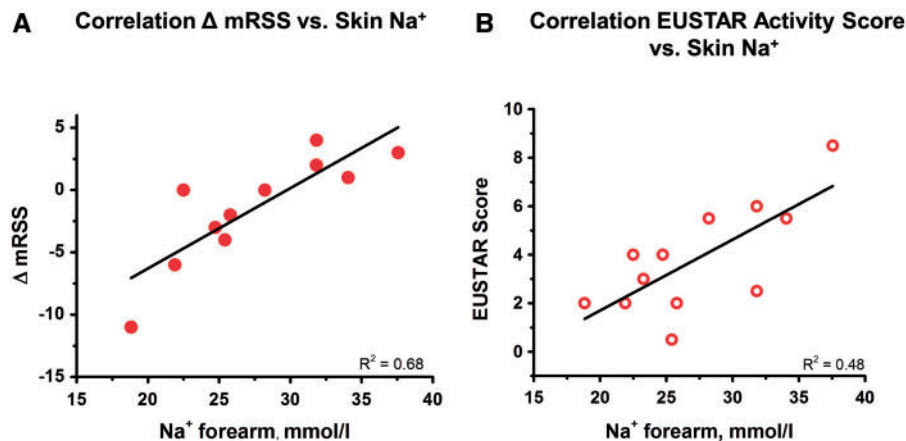 A
Correlation Δ mRSS vs. Skin Na⁺
Δ mRSS
5
0
-5
-10
-15
15
20
25
30
35
40
R² = 0.68
Na⁺ forearm, mmol/l
B
Correlation EUSTAR Activity Score
vs. Skin Na⁺
EUSTAR Score
10
8
6
4
2
0
15
20
25
30
35
40
R² = 0.48
Na⁺ forearm, mmol/l